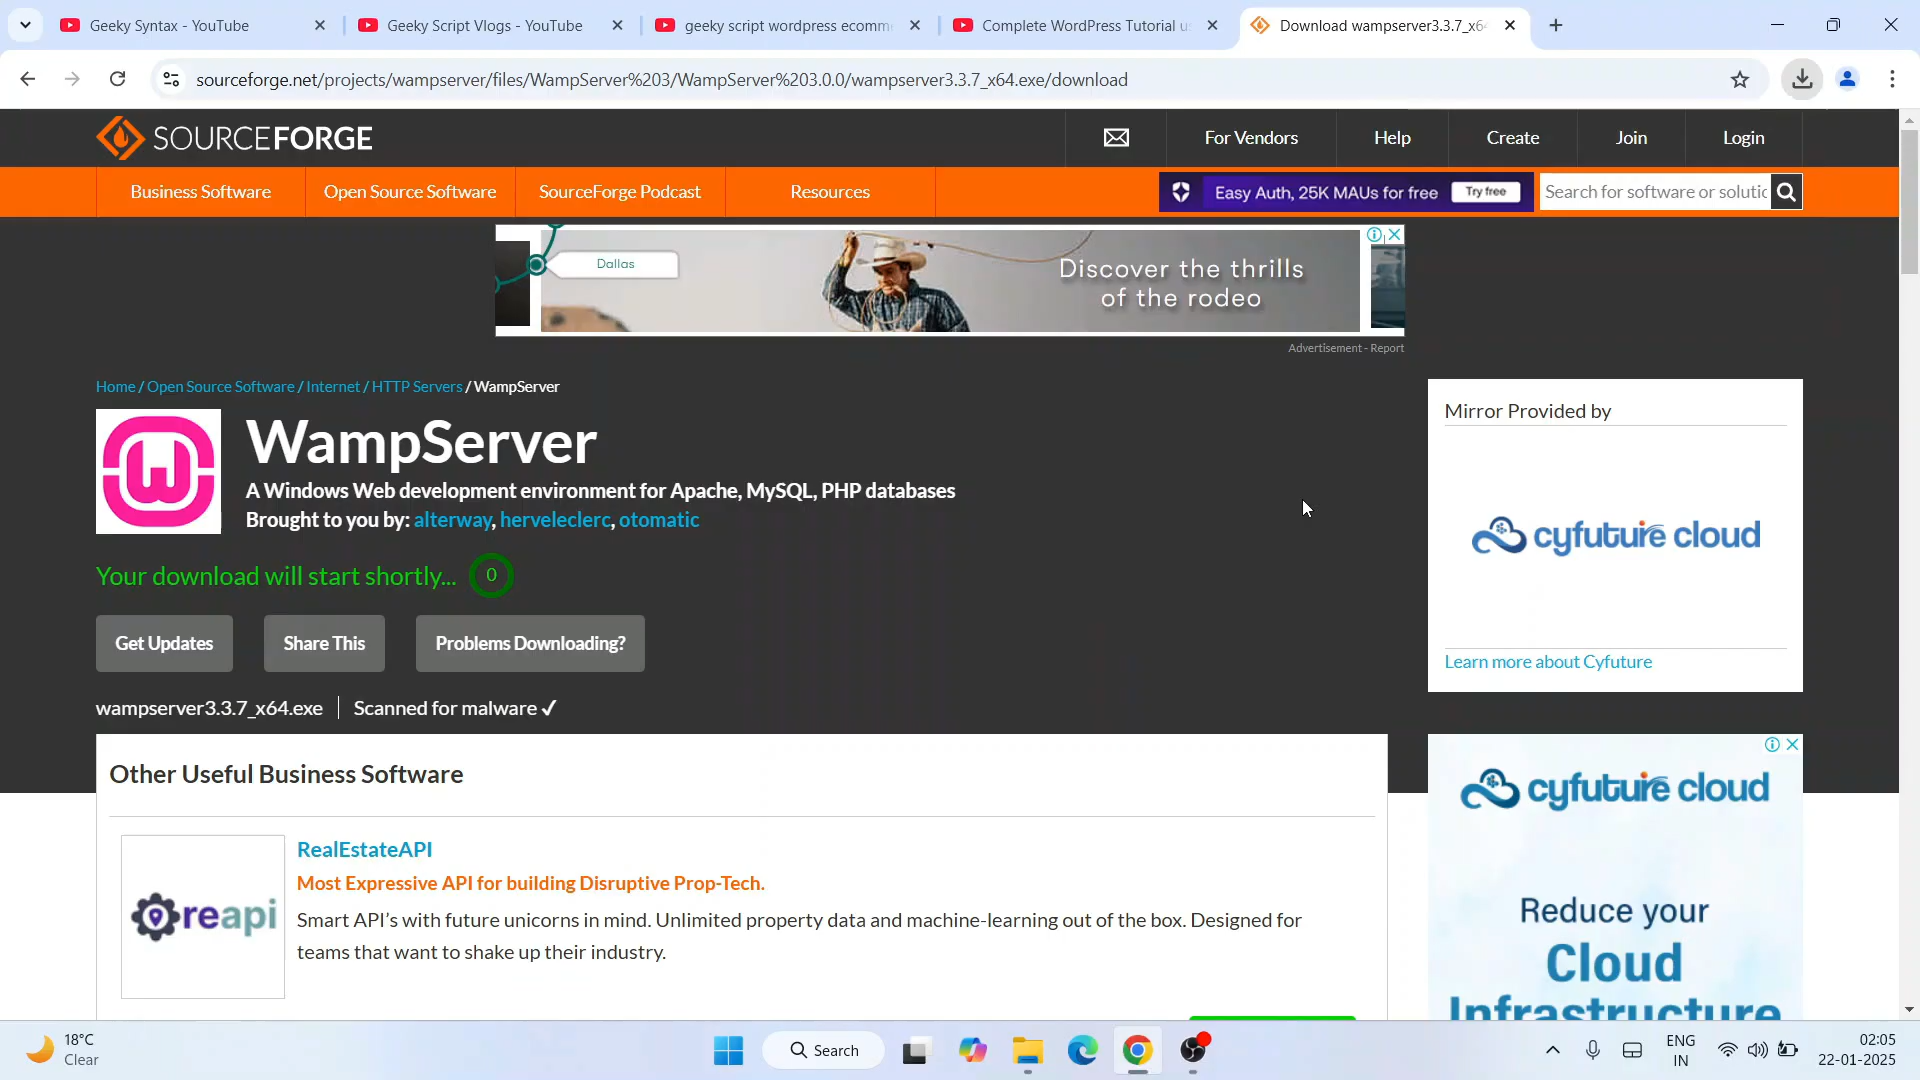 Geeky Syntax - YouTube
Geeky Script Vlogs - YouTube
geeky script wordpress ecomme
Complete WordPress Tutorial u
Download wampserver3.3.7_x6
sourceforge.net/projects/wampserver/files/WampServer%203/WampServer%203.0.0/wampserver3.3.7_x64.exe/download
SOURCEFORGE
For Vendors
Help
Create
Join
Login
Business Software
Open Source Software
SourceForge Podcast
Resources
Easy Auth, 25K MAUs for free
Try free
Search for software or solutic
Dallas
Discover the thrills
of the rodeo
Advertisement - Report
Home / Open Source Software / Internet / HTTP Servers / WampServer
WampServer
A Windows Web development environment for Apache, MySQL, PHP databases
Brought to you by: alterway, herveleclerc, otomatic
Mirror Provided by
cyfuture cloud
Learn more about Cyfuture
Your download will start shortly... 0
Get Updates
Share This
Problems Downloading?
wampserver3.3.7_x64.exe
Scanned for malware ✓
Other Useful Business Software
reapi
RealEstateAPI
Most Expressive API for building Disruptive Prop-Tech.
Smart API's with future unicorns in mind. Unlimited property data and machine-learning out of the box. Designed for
teams that want to shake up their industry.
cyfuture cloud
Reduce your
Cloud
Infrastructure
18°C
Clear
Search
ENG
IN
02:05
22-01-2025